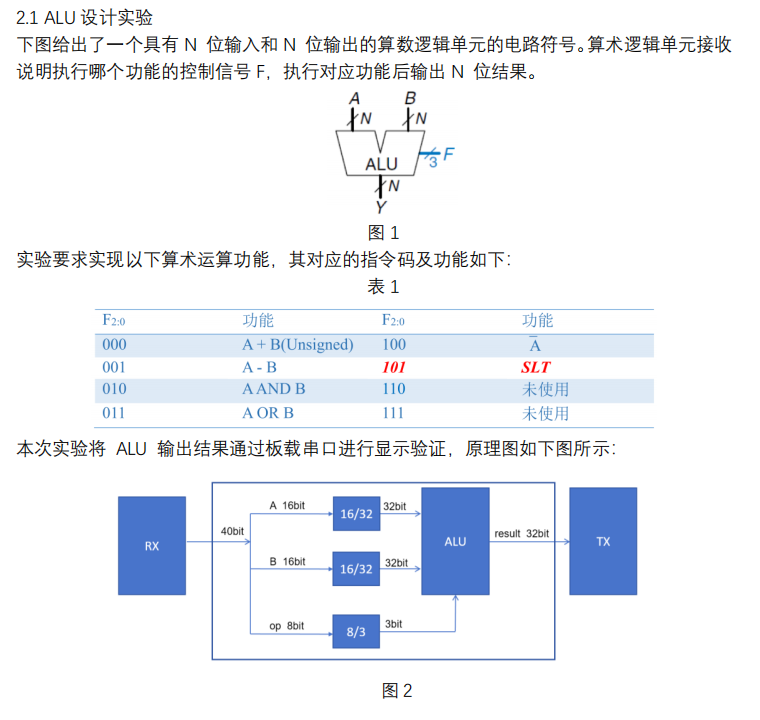 2.1 ALU 设计实验
下图给出了一个具有 N 位输入和 N 位输出的算数逻辑单元的电路符号。算术逻辑单元接收
说明执行哪个功能的控制信号 F，执行对应功能后输出 N 位结果。
A B
N N
ALU
3 F
N
Y
图 1
实验要求实现以下算术运算功能，其对应的指令码及功能如下：
表 1
F2:0 功能 F2:0 功能
000 A + B(Unsigned) 100 A̅
001 A - B 101 SLT
010 A AND B 110 未使用
011 A OR B 111 未使用
本次实验将 ALU 输出结果通过板载串口进行显示验证，原理图如下图所示：
A 16bit 16/32 32bit
RX 40bit ALU result 32bit TX
B 16bit 16/32 32bit
op 8bit 8/3 3bit
图 2